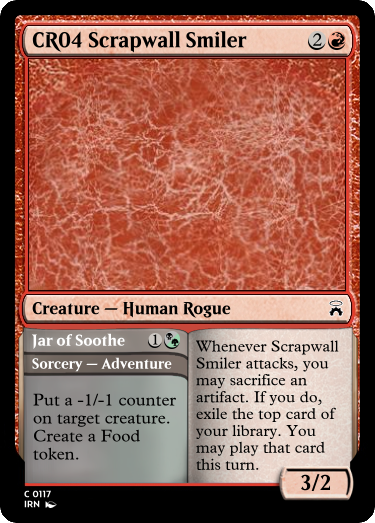 CR04 Scrapwall Smiler 2
Creature — Human Rogue
Jar of Soothe 1
Sorcery — Adventure
Put a -1/-1 counter
on target creature.
Create a Food
token.
Whenever Scrapwall
Smiler attacks, you
may sacrifice an
artifact. If you do,
exile the top card of
your library. You
may play that card
this turn.
3/2
C 0117
IRN